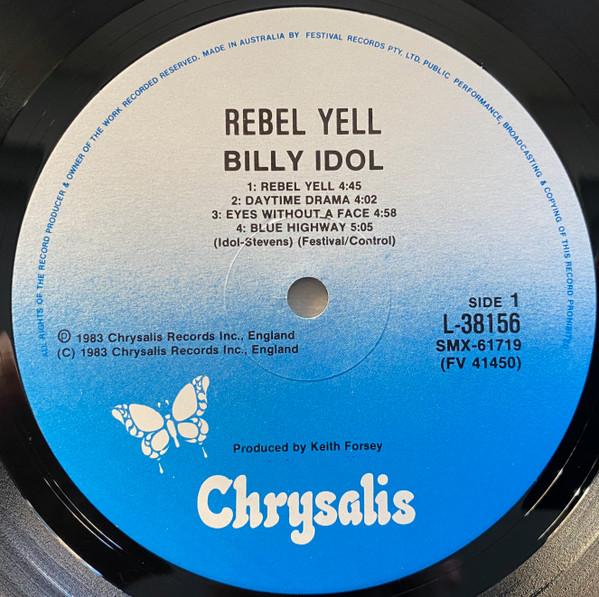 ALL RIGHTS OF THE RECORD PRODUCER & OWNER OF THE WORK RECORDED RESERVED. MADE IN AUSTRALIA BY FESTIVAL RECORDS PTY. LTD. PUBLIC PERFORMANCE, BROADCASTING & COPYING OF THIS RECORD PROHIBITED
REBEL YELL
BILLY IDOL
1: REBEL YELL 4:45
2: DAYTIME DRAMA 4:02
3: EYES WITHOUT A FACE 4:58
4: BLUE HIGHWAY 5:05
(Idol-Stevens) (Festival/Control)
SIDE 1
L-38156
SMX-61719
(FV 41450)
Ⓟ 1983 Chrysalis Records Inc., England
(C) 1983 Chrysalis Records Inc., England
Produced by Keith Forsey
Chrysalis